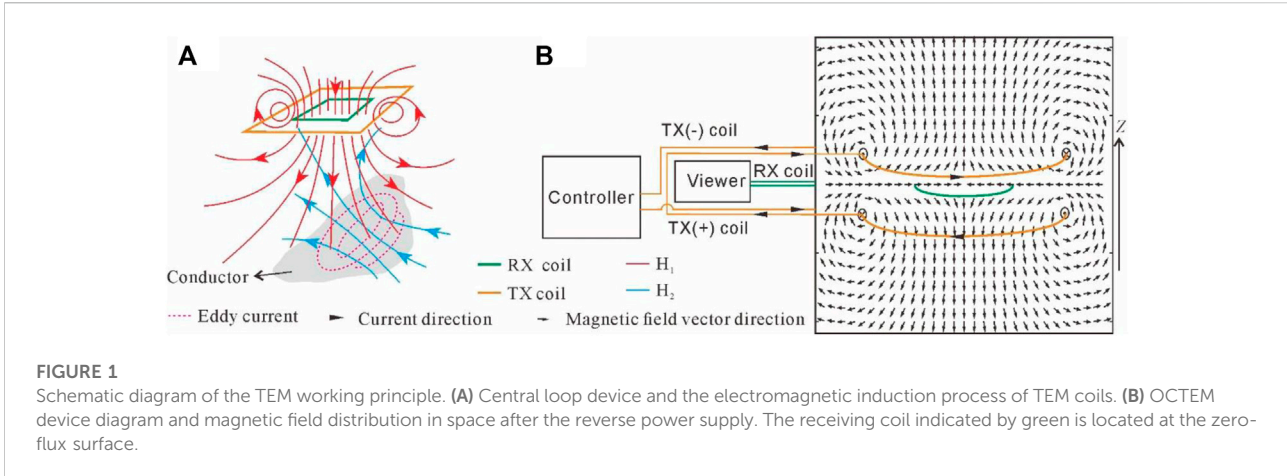 A
B
TX(-) coil
Z
RX coil
Controller
Viewer
TX(+) coil
Conductor
RX coil
H₁
TX coil
H₂
Eddy current
Current direction
Magnetic field vector direction
FIGURE 1
Schematic diagram of the TEM working principle. (A) Central loop device and the electromagnetic induction process of TEM coils. (B) OCTEM
device diagram and magnetic field distribution in space after the reverse power supply. The receiving coil indicated by green is located at the zero-
flux surface.